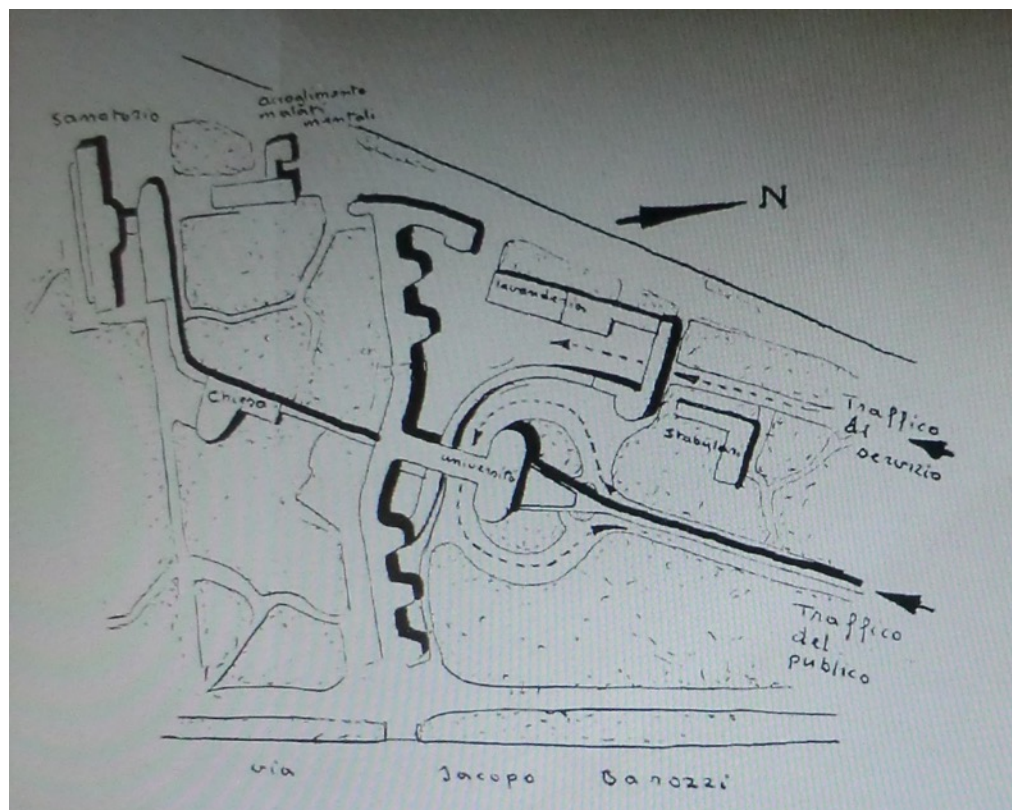 sanatorio
accoglimento
malati
mentali
N
lavanderia
chiesa
Traffico
di
servizio
stabulari
università
Traffico
del
publico
via Jacopo Barozzi